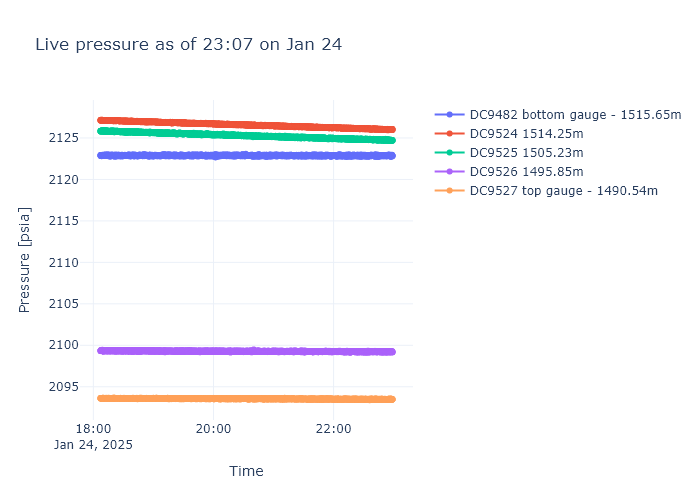 Live pressure as of 23:07 on Jan 24
DC9482 bottom gauge - 1515.65m
DC9524 1514.25m
DC9525 1505.23m
DC9526 1495.85m
DC9527 top gauge - 1490.54m
Pressure [psia]
2125
2120
2115
2110
2105
2100
2095
18:00 20:00 22:00
Jan 24, 2025
Time